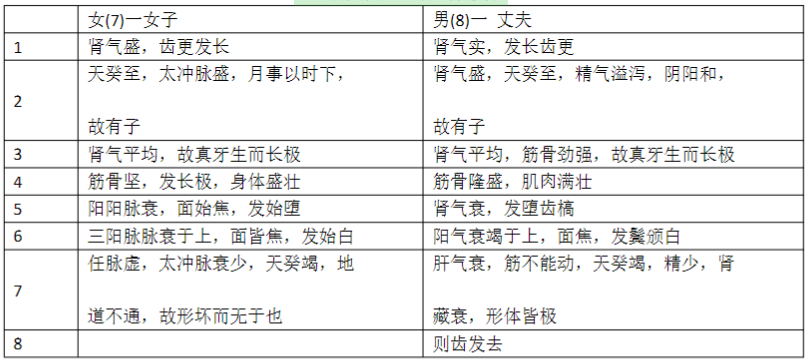 女(7)一女子 男(8)一 丈夫
1 肾气盛，齿更发长 肾气实，发长齿更
2 天癸至，太冲脉盛，月事以时下， 肾气盛，天癸至，精气溢泻，阴阳和，
故有子 故有子
3 肾气平均，故真牙生而长极 肾气平均，筋骨劲强，故真牙生而长极
4 筋骨坚，发长极，身体盛壮 筋骨隆盛，肌肉满壮
5 阳阳脉衰，面始焦，发始堕 肾气衰，发堕齿槁
6 三阳脉脉衰于上，面皆焦，发始白 阳气衰竭于上，面焦，发鬓颁白
7 任脉虚，太冲脉衰少，天癸竭，地 肝气衰，筋不能动，天癸竭，精少，肾
道不通，故形坏而无于也 藏衰，形体皆极
8 则齿发去